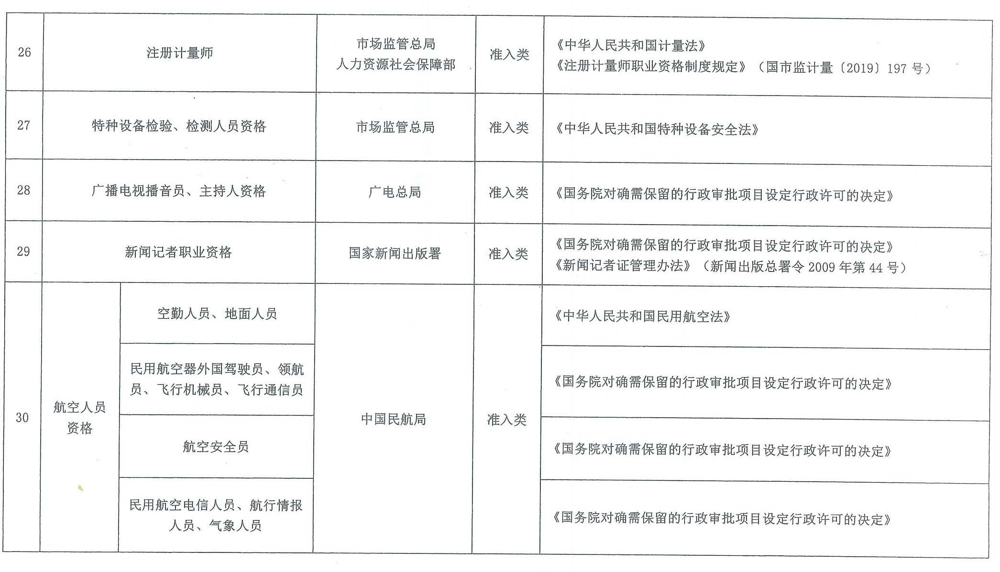 26
注册计量师
市场监管总局
人力资源社会保障部
准入类
《中华人民共和国计量法》
《注册计量师职业资格制度规定》（国市监计量〔2019〕197号）
27
特种设备检验、检测人员资格
市场监管总局
准入类
《中华人民共和国特种设备安全法》
28
广播电视播音员、主持人资格
广电总局
准入类
《国务院对确需保留的行政审批项目设定行政许可的决定》
29
新闻记者职业资格
国家新闻出版署
准入类
《国务院对确需保留的行政审批项目设定行政许可的决定》
《新闻记者证管理办法》（新闻出版总署令2009年第44号）
30
航空人员
资格
空勤人员、地面人员
中国民航局
准入类
《中华人民共和国民用航空法》
民用航空器外国驾驶员、领航
员、飞行机械员、飞行通信员
《国务院对确需保留的行政审批项目设定行政许可的决定》
航空安全员
《国务院对确需保留的行政审批项目设定行政许可的决定》
民用航空电信人员、航行情报
人员、气象人员
《国务院对确需保留的行政审批项目设定行政许可的决定》